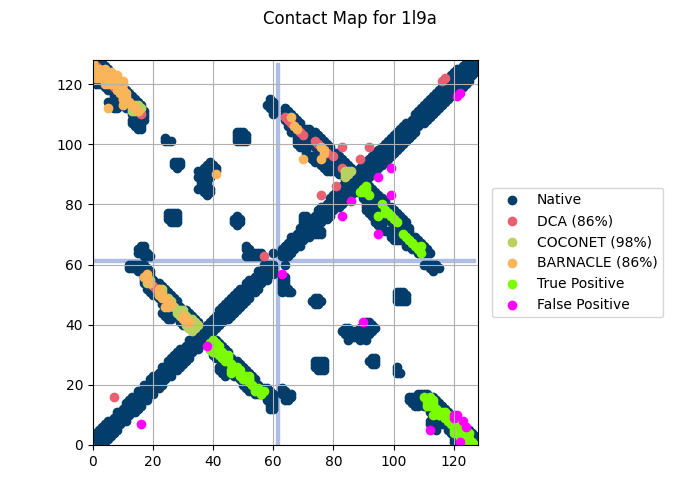 Contact Map for 1l9a
120
100
80
60
40
20
0
0 20 40 60 80 100 120
Native
DCA (86%)
COCONET (98%)
BARNACLE (86%)
True Positive
False Positive